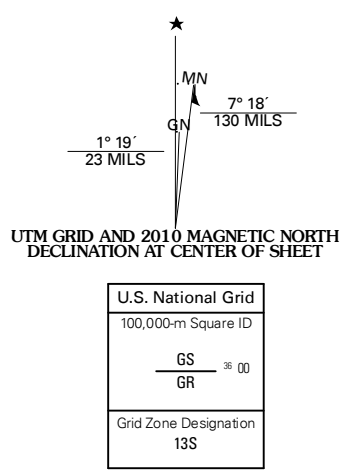 ★
MN
7° 18´
130 MILS
GN
1° 19´
23 MILS
UTM GRID AND 2010 MAGNETIC NORTH
DECLINATION AT CENTER OF SHEET
U.S. National Grid
100,000-m Square ID
GS
36 00
GR
Grid Zone Designation
13S